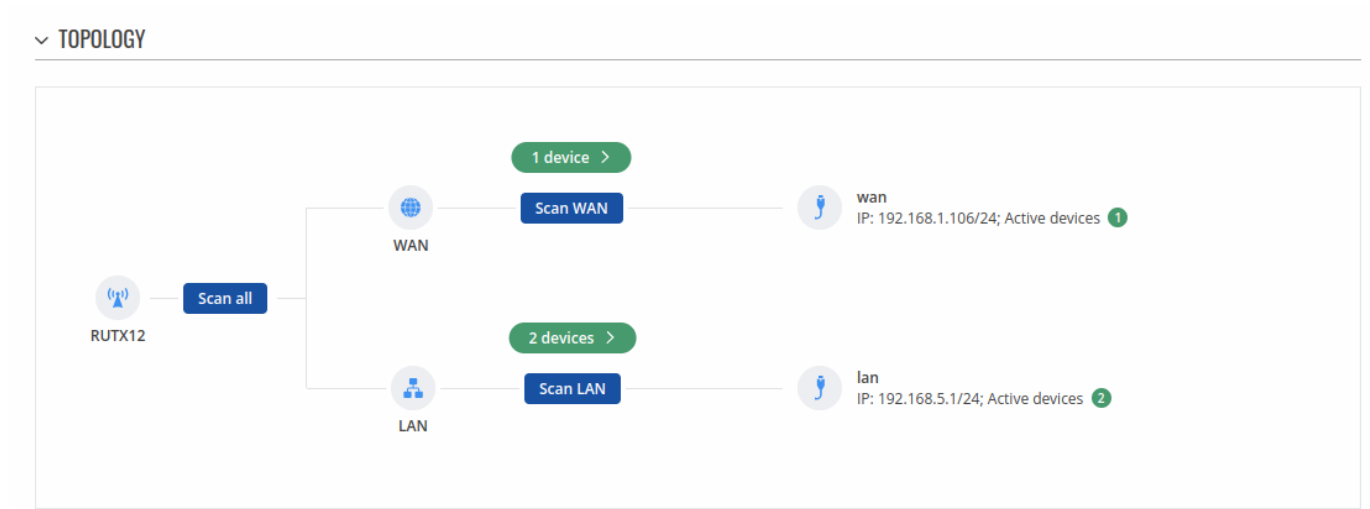 TOPOLOGY
1 device
Scan WAN
wan
IP: 192.168.1.106/24; Active devices 1
WAN
Scan all
RUTX12
2 devices
Scan LAN
lan
IP: 192.168.5.1/24; Active devices 2
LAN